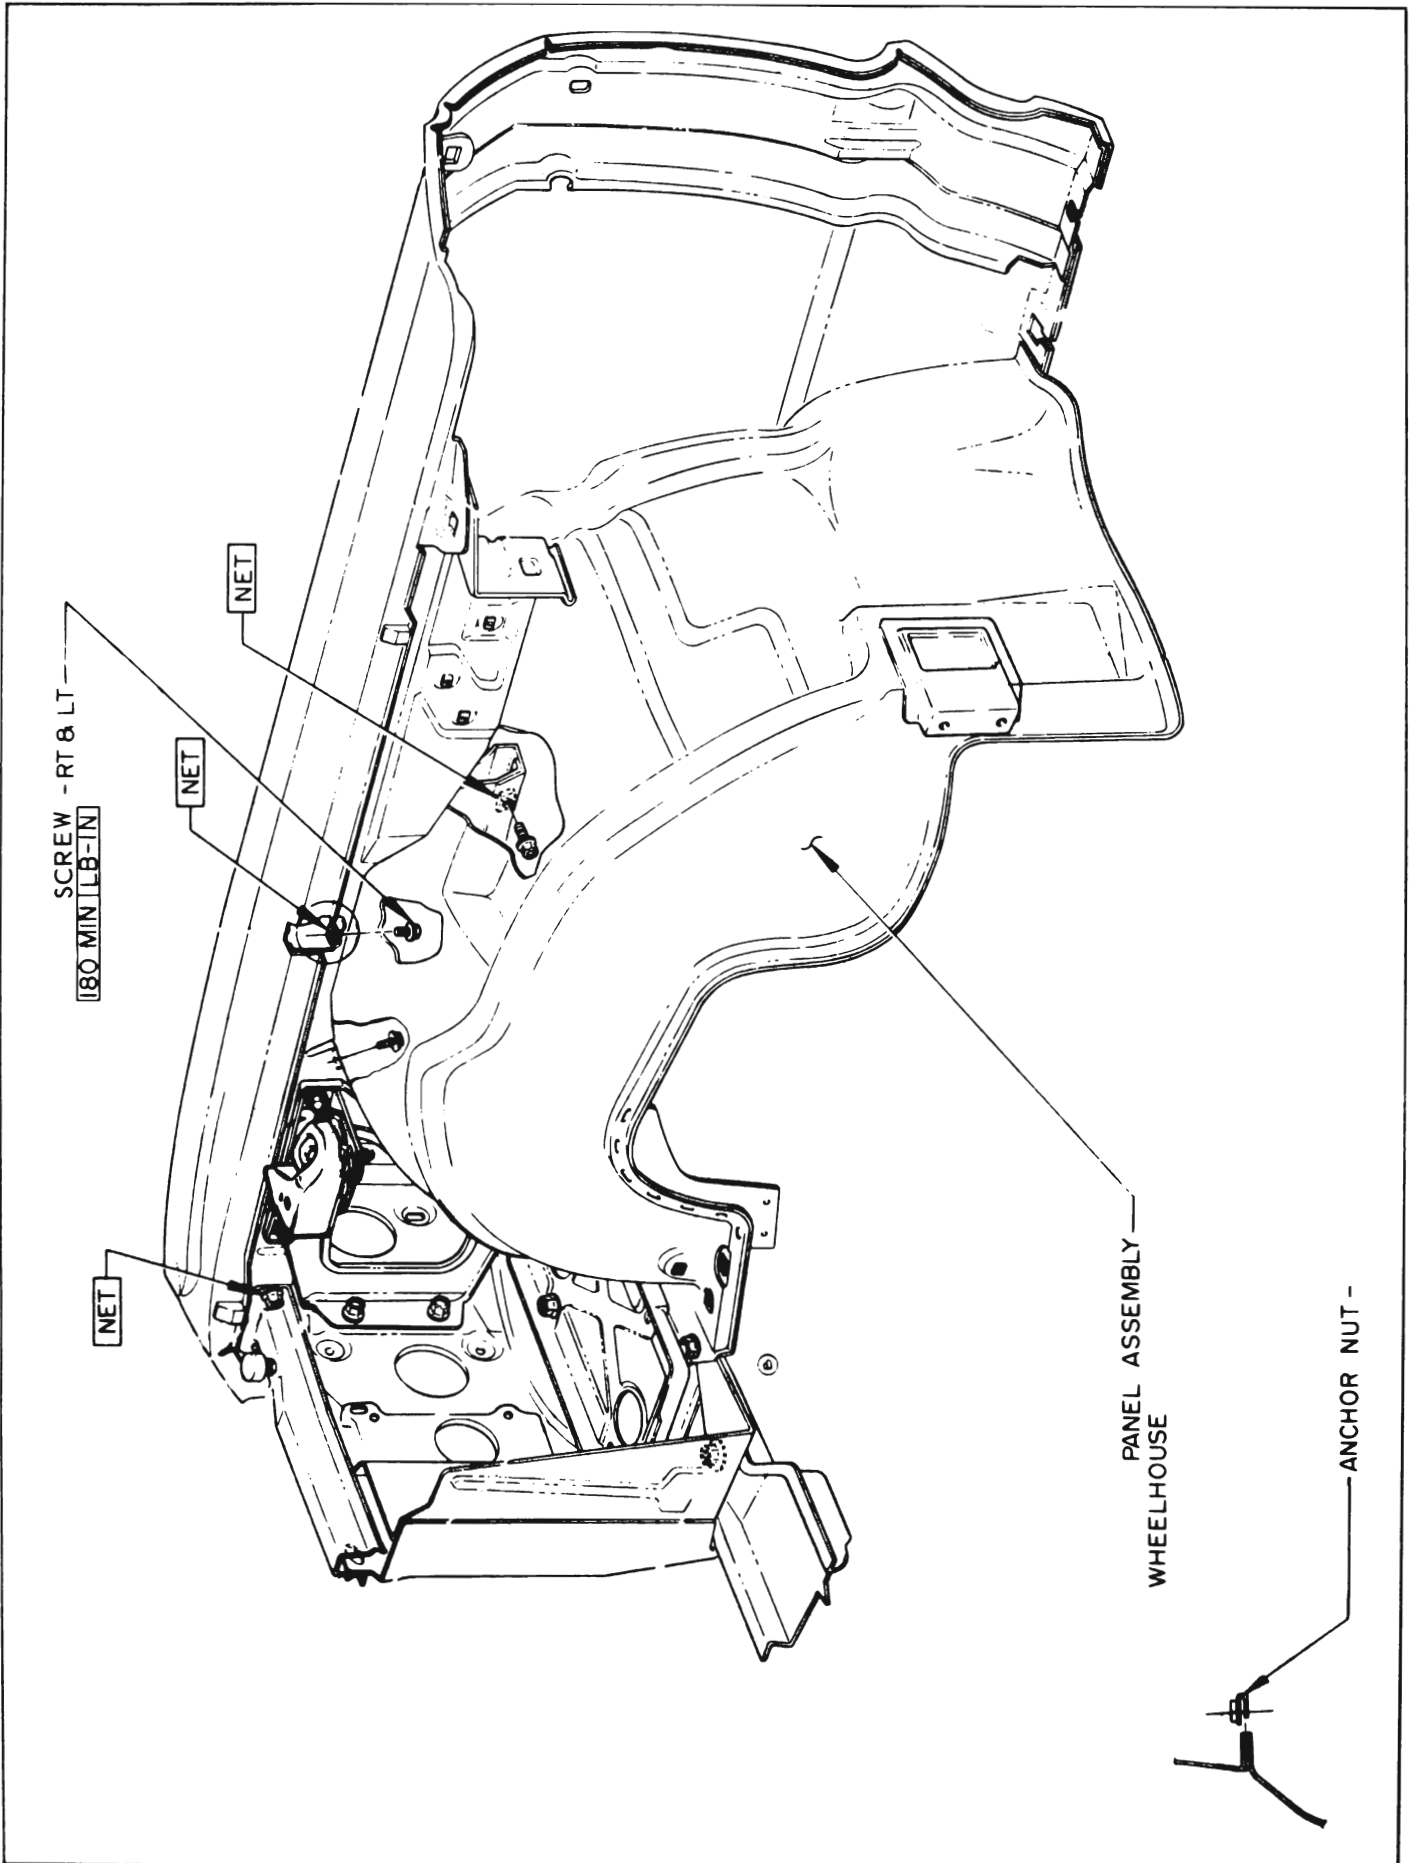 SCREW - RT & LT
180 MIN LB-IN
NET
NET
NET
PANEL ASSEMBLY
WHEELHOUSE
ANCHOR NUT -